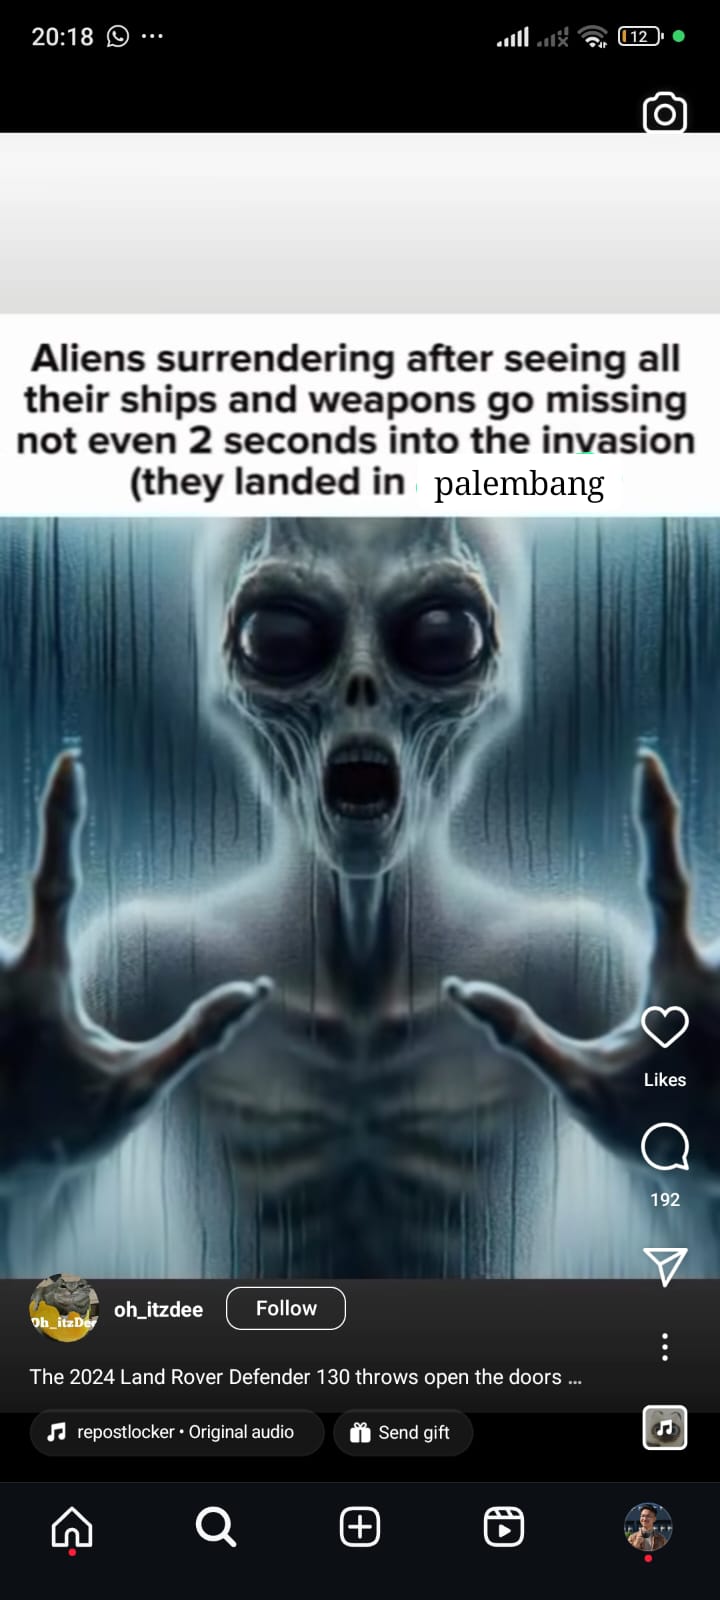 20:18
12
Aliens surrendering after seeing all
their ships and weapons go missing
not even 2 seconds into the invasion
(they landed in palembang
Likes
192
Oh_itzDee
oh_itzdee
Follow
The 2024 Land Rover Defender 130 throws open the doors ...
repostlocker • Original audio
Send gift